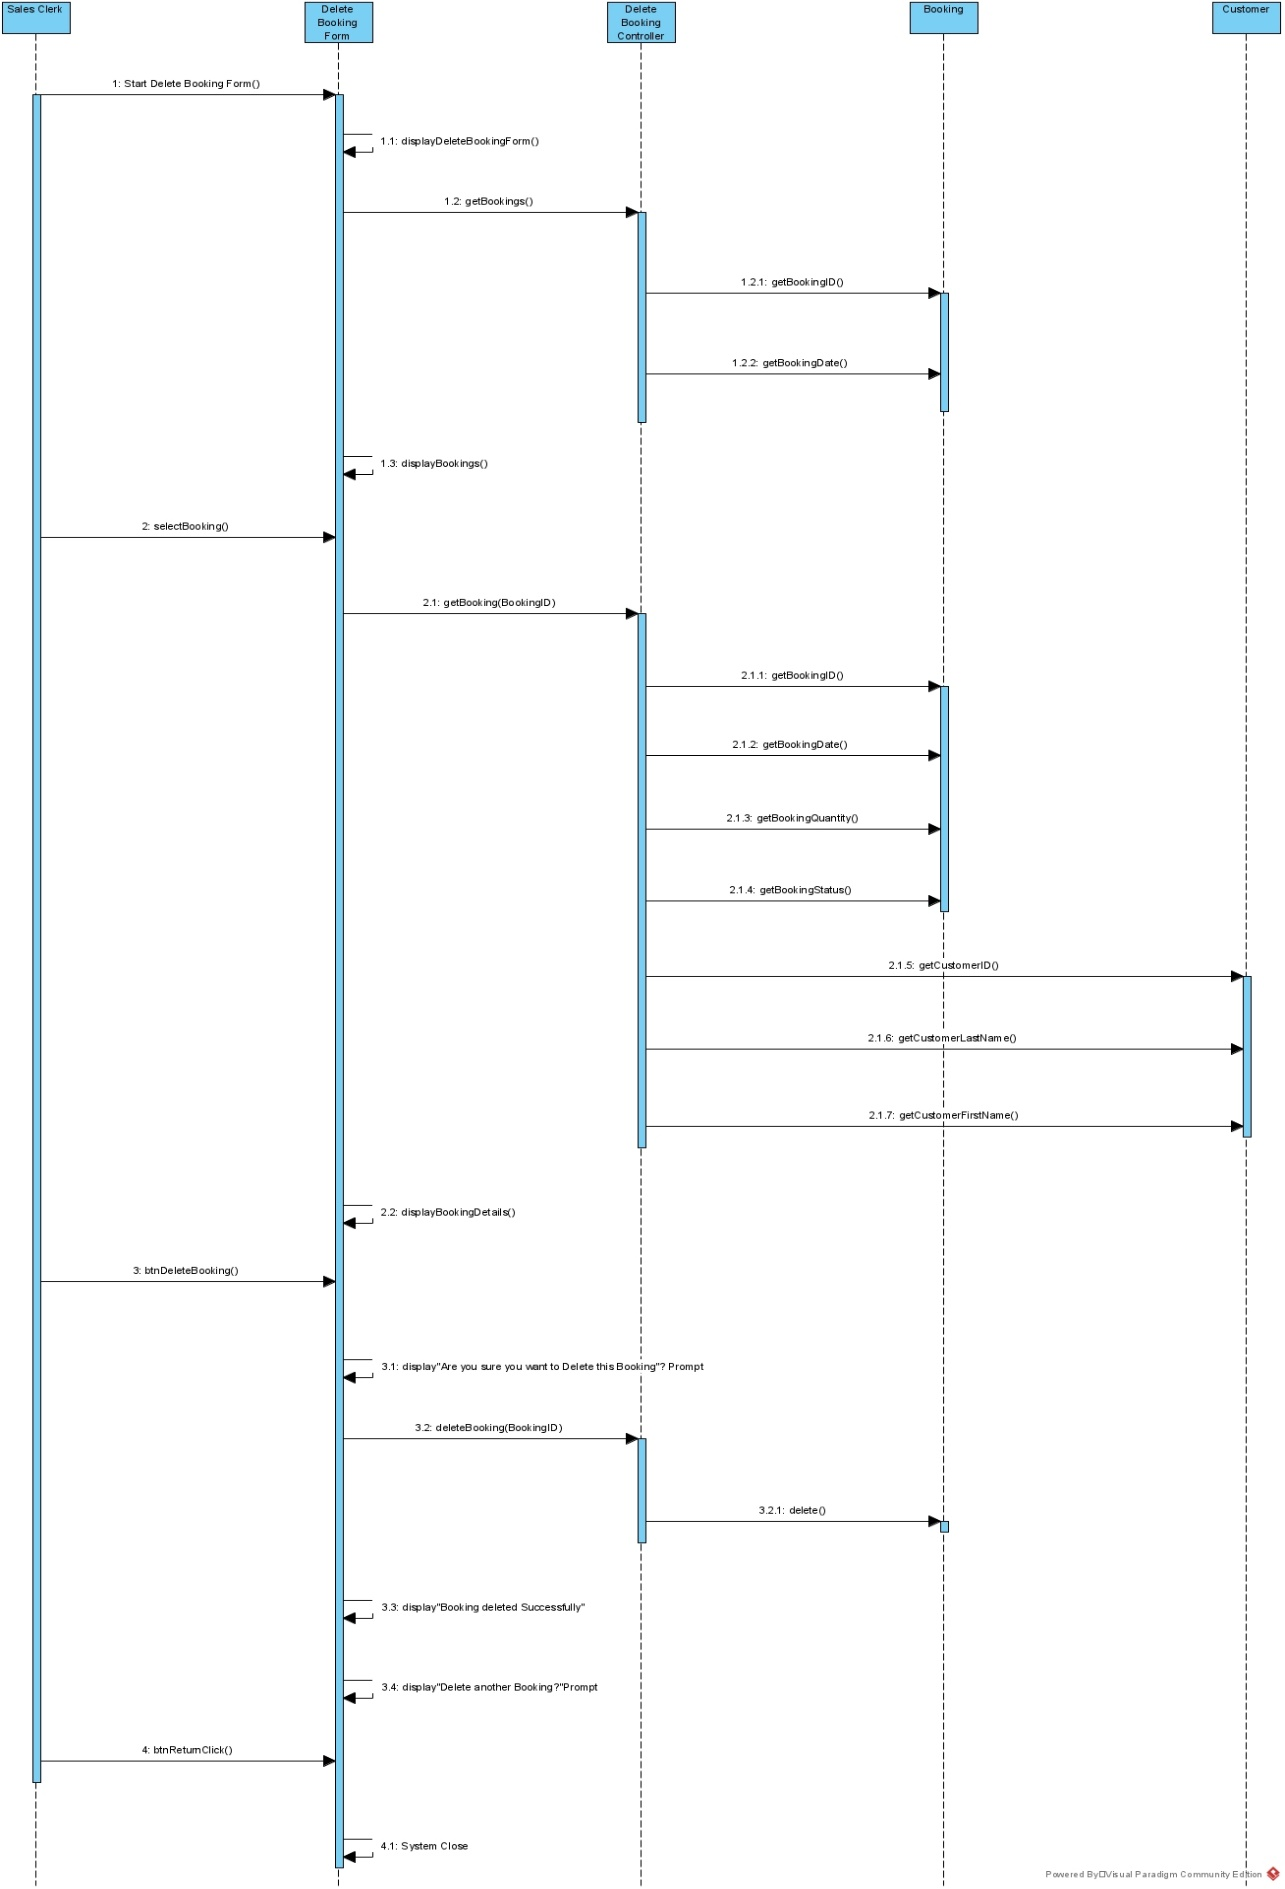 Sales Clerk
Delete
Booking
Form
Delete
Booking
Controller
Booking
Customer
1: Start Delete Booking Form()
1.1: displayDeleteBookingForm()
1.2: getBookings()
1.2.1: getBookingID()
1.2.2: getBookingDate()
1.3: displayBookings()
2: selectBooking()
2.1: getBooking(BookingID)
2.1.1: getBookingID()
2.1.2: getBookingDate()
2.1.3: getBookingQuantity()
2.1.4: getBookingStatus()
2.1.5: getCustomerID()
2.1.6: getCustomerLastName()
2.1.7: getCustomerFirstName()
2.2: displayBookingDetails()
3: btnDeleteBooking()
3.1: display"Are you sure you want to Delete this Booking"? Prompt
3.2: deleteBooking(BookingID)
3.2.1: delete()
3.3: display"Booking deleted Successfully"
3.4: display"Delete another Booking?"Prompt
4: btnReturnClick()
4.1: System Close
Powered By□Visual Paradigm Community Edition